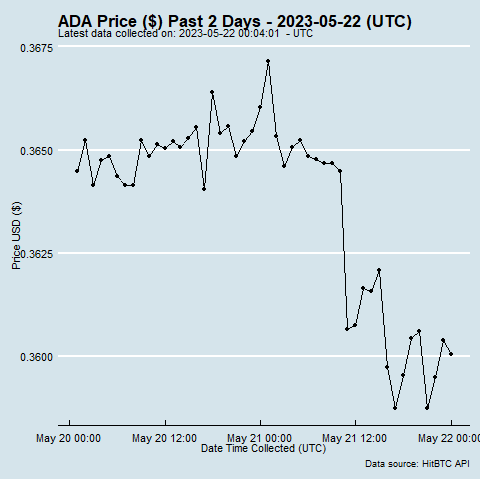 ADA Price ($) Past 2 Days - 2023-05-22 (UTC)
Latest data collected on: 2023-05-22 00:04:01  - UTC
0.3675
0.3650
0.3625
0.3600
Price USD ($)
May 20 00:00 May 20 12:00 May 21 00:00 May 21 12:00 May 22 00:00
Date Time Collected (UTC)
Data source: HitBTC API